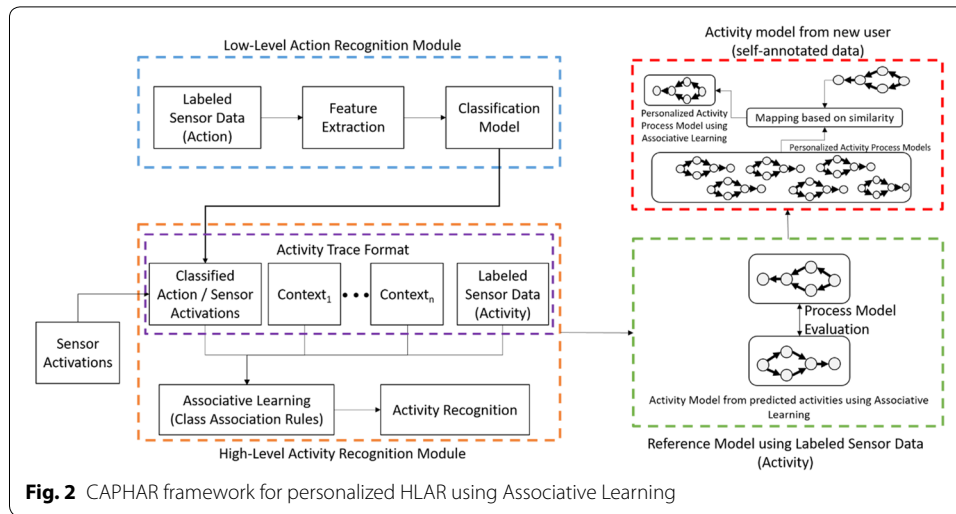 Low-Level Action Recognition Module
Labeled
Sensor Data
(Action)
Feature
Extraction
Classification
Model
Activity Trace Format
Classified
Action / Sensor
Activations
Context1
Contextn
Labeled
Sensor Data
(Activity)
Sensor
Activations
Associative Learning
(Class Association Rules)
Activity Recognition
High-Level Activity Recognition Module
Activity model from new user
(self-annotated data)
Personalized Activity
Process Model using
Associative Learning
Mapping based on similarity
Personalized Activity Process Models
Process Model
Evaluation
Activity Model from predicted activities using Associative
Learning
Reference Model using Labeled Sensor Data
(Activity)
Fig. 2 CAPHAR framework for personalized HLAR using Associative Learning